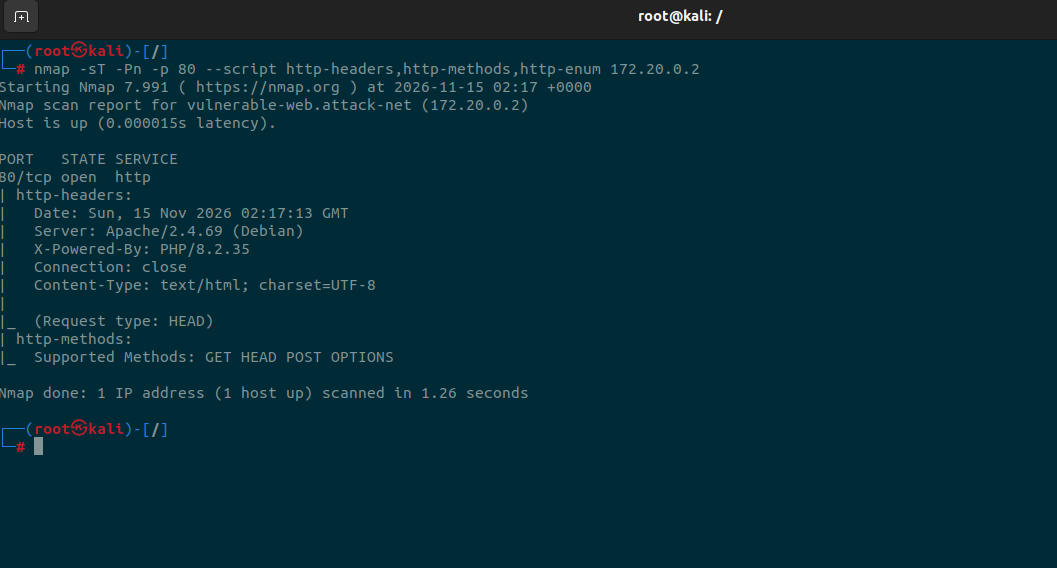 root@kali: /
┌──(root㉿kali)-[/]
└─# nmap -sT -Pn -p 80 --script http-headers,http-methods,http-enum 172.20.0.2
Starting Nmap 7.991 ( https://nmap.org ) at 2026-11-15 02:17 +0000
Nmap scan report for vulnerable-web.attack-net (172.20.0.2)
Host is up (0.000015s latency).

PORT   STATE SERVICE
80/tcp open  http
| http-headers:
|   Date: Sun, 15 Nov 2026 02:17:13 GMT
|   Server: Apache/2.4.69 (Debian)
|   X-Powered-By: PHP/8.2.35
|   Connection: close
|   Content-Type: text/html; charset=UTF-8
|
|_  (Request type: HEAD)
| http-methods:
|_  Supported Methods: GET HEAD POST OPTIONS

Nmap done: 1 IP address (1 host up) scanned in 1.26 seconds

┌──(root㉿kali)-[/]
└─#